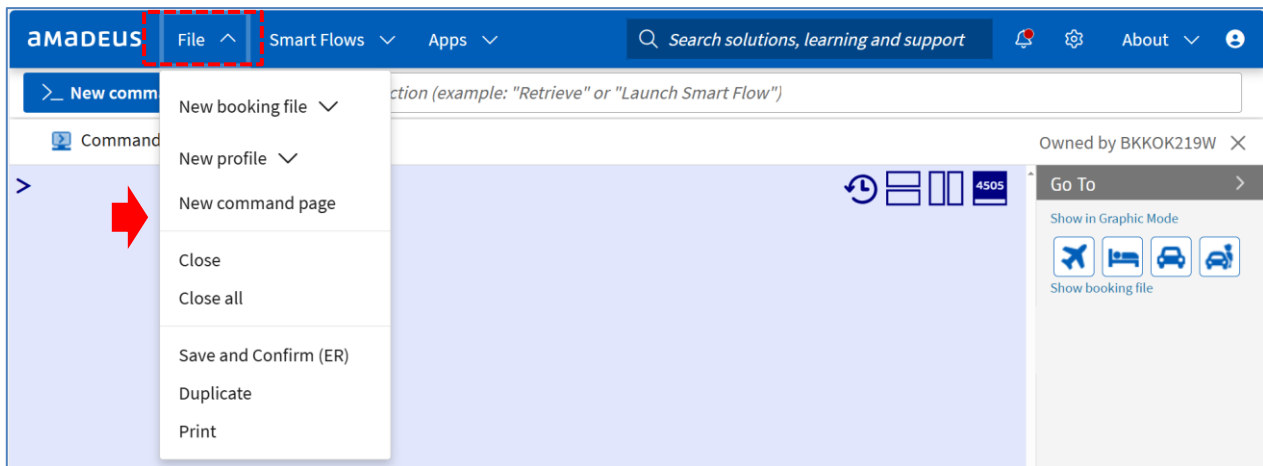 amadeus File Smart Flows Apps Search solutions, learning and support About
>_ New comm ction (example: "Retrieve" or "Launch Smart Flow")
New booking file
Command Owned by BKKOK219W
New profile
> 4505 Go To
New command page
Show in Graphic Mode
Close
Show booking file
Close all
Save and Confirm (ER)
Duplicate
Print